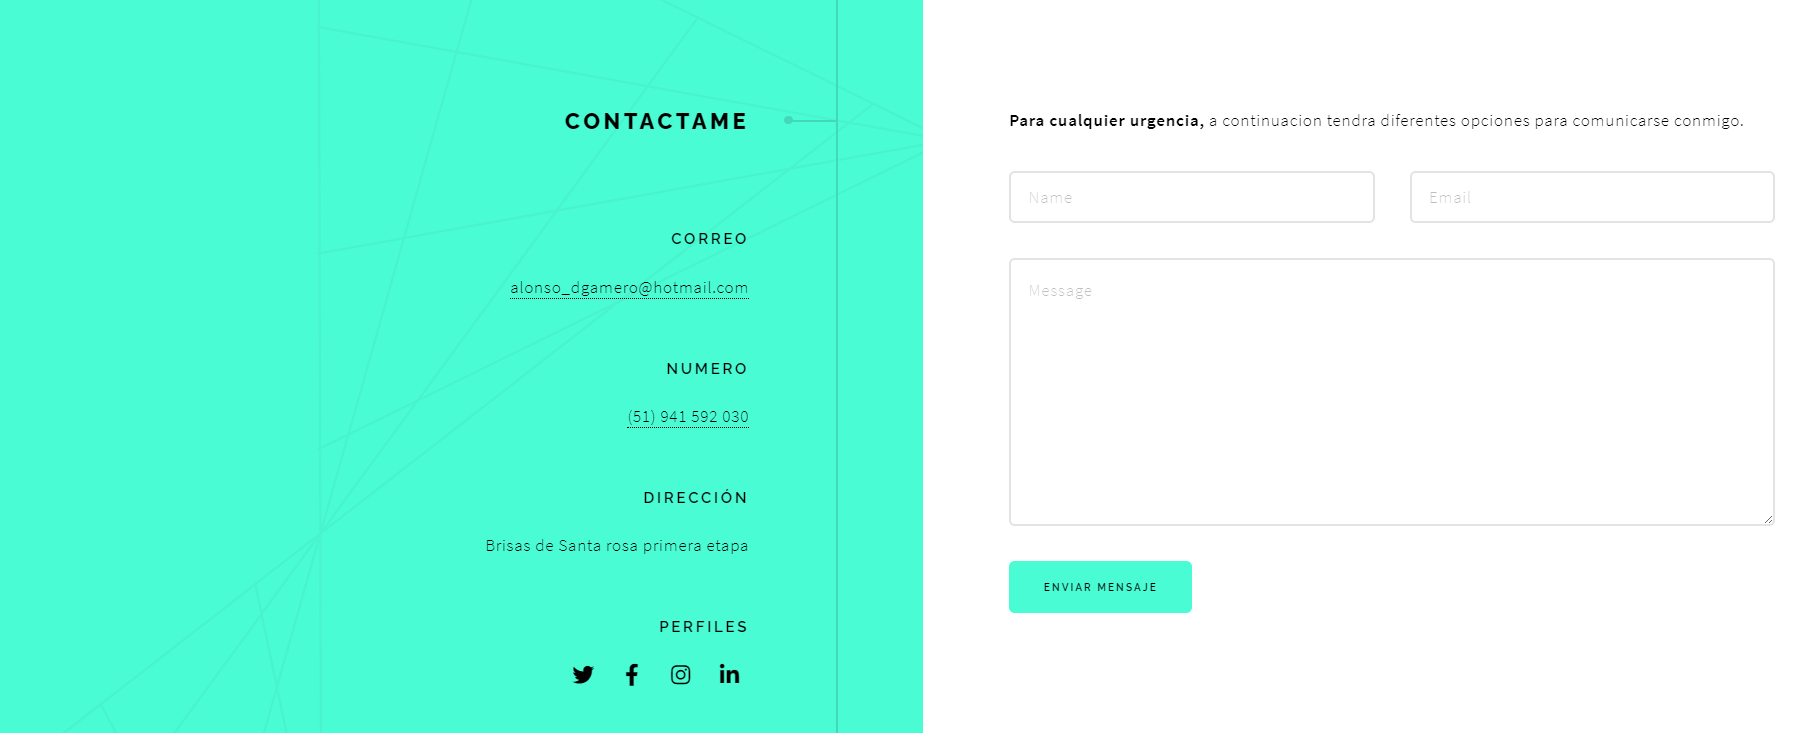 CONTACTAME
CORREO
alonso_dgamero@hotmail.com
NUMERO
(51) 941 592 030
DIRECCIÓN
Brisas de Santa rosa primera etapa
PERFILES
Para cualquier urgencia, a continuacion tendra diferentes opciones para comunicarse conmigo.
Name
Email
Message
ENVIAR MENSAJE